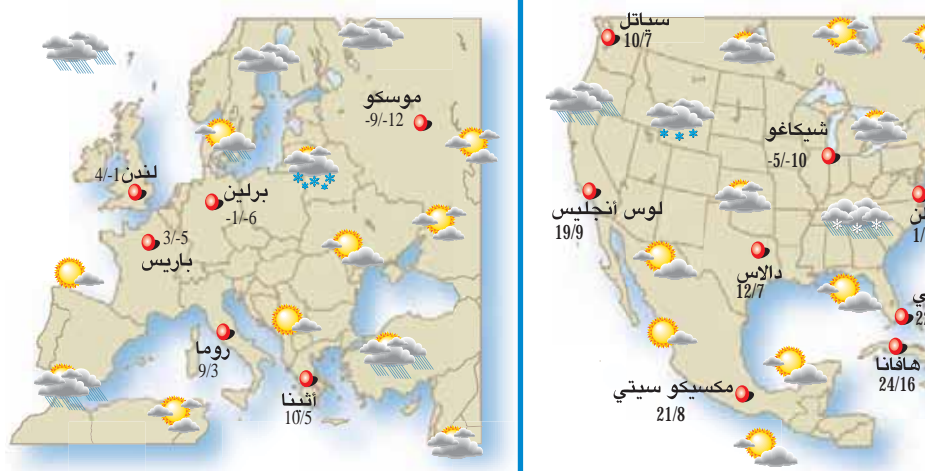 موسكو
-9/-12
لندن 4/-1
برلين
-1/-6
3/-5
باريس
روما
9/3
أثينا
10/5
سياتل
10/7
شيكاغو
-5/-10
لوس أنجليس
19/9
دالاس
12/7
هافانا
24/16
مكسيكو سيتي
21/8